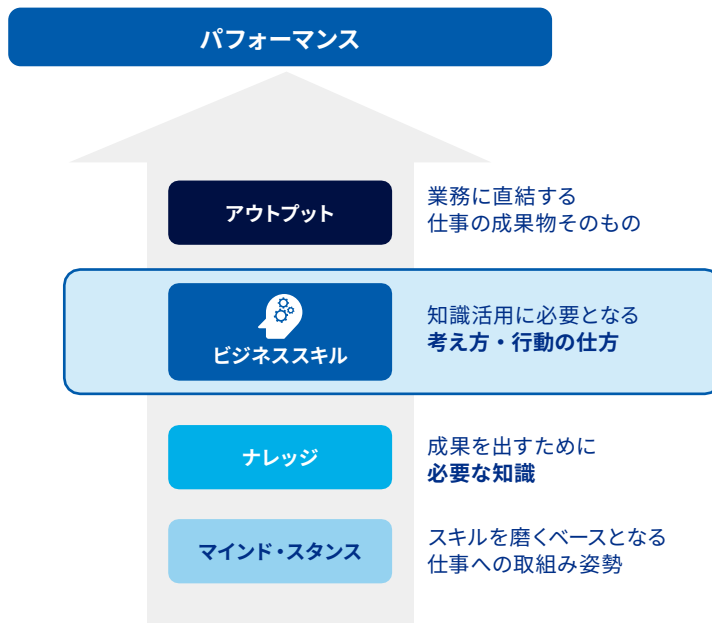 パフォーマンス
アウトプット
業務に直結する
仕事の成果物そのもの
ビジネススキル
知識活用に必要となる
考え方・行動の仕方
ナレッジ
成果を出すために
必要な知識
マインド・スタンス
スキルを磨くベースとなる
仕事への取組み姿勢